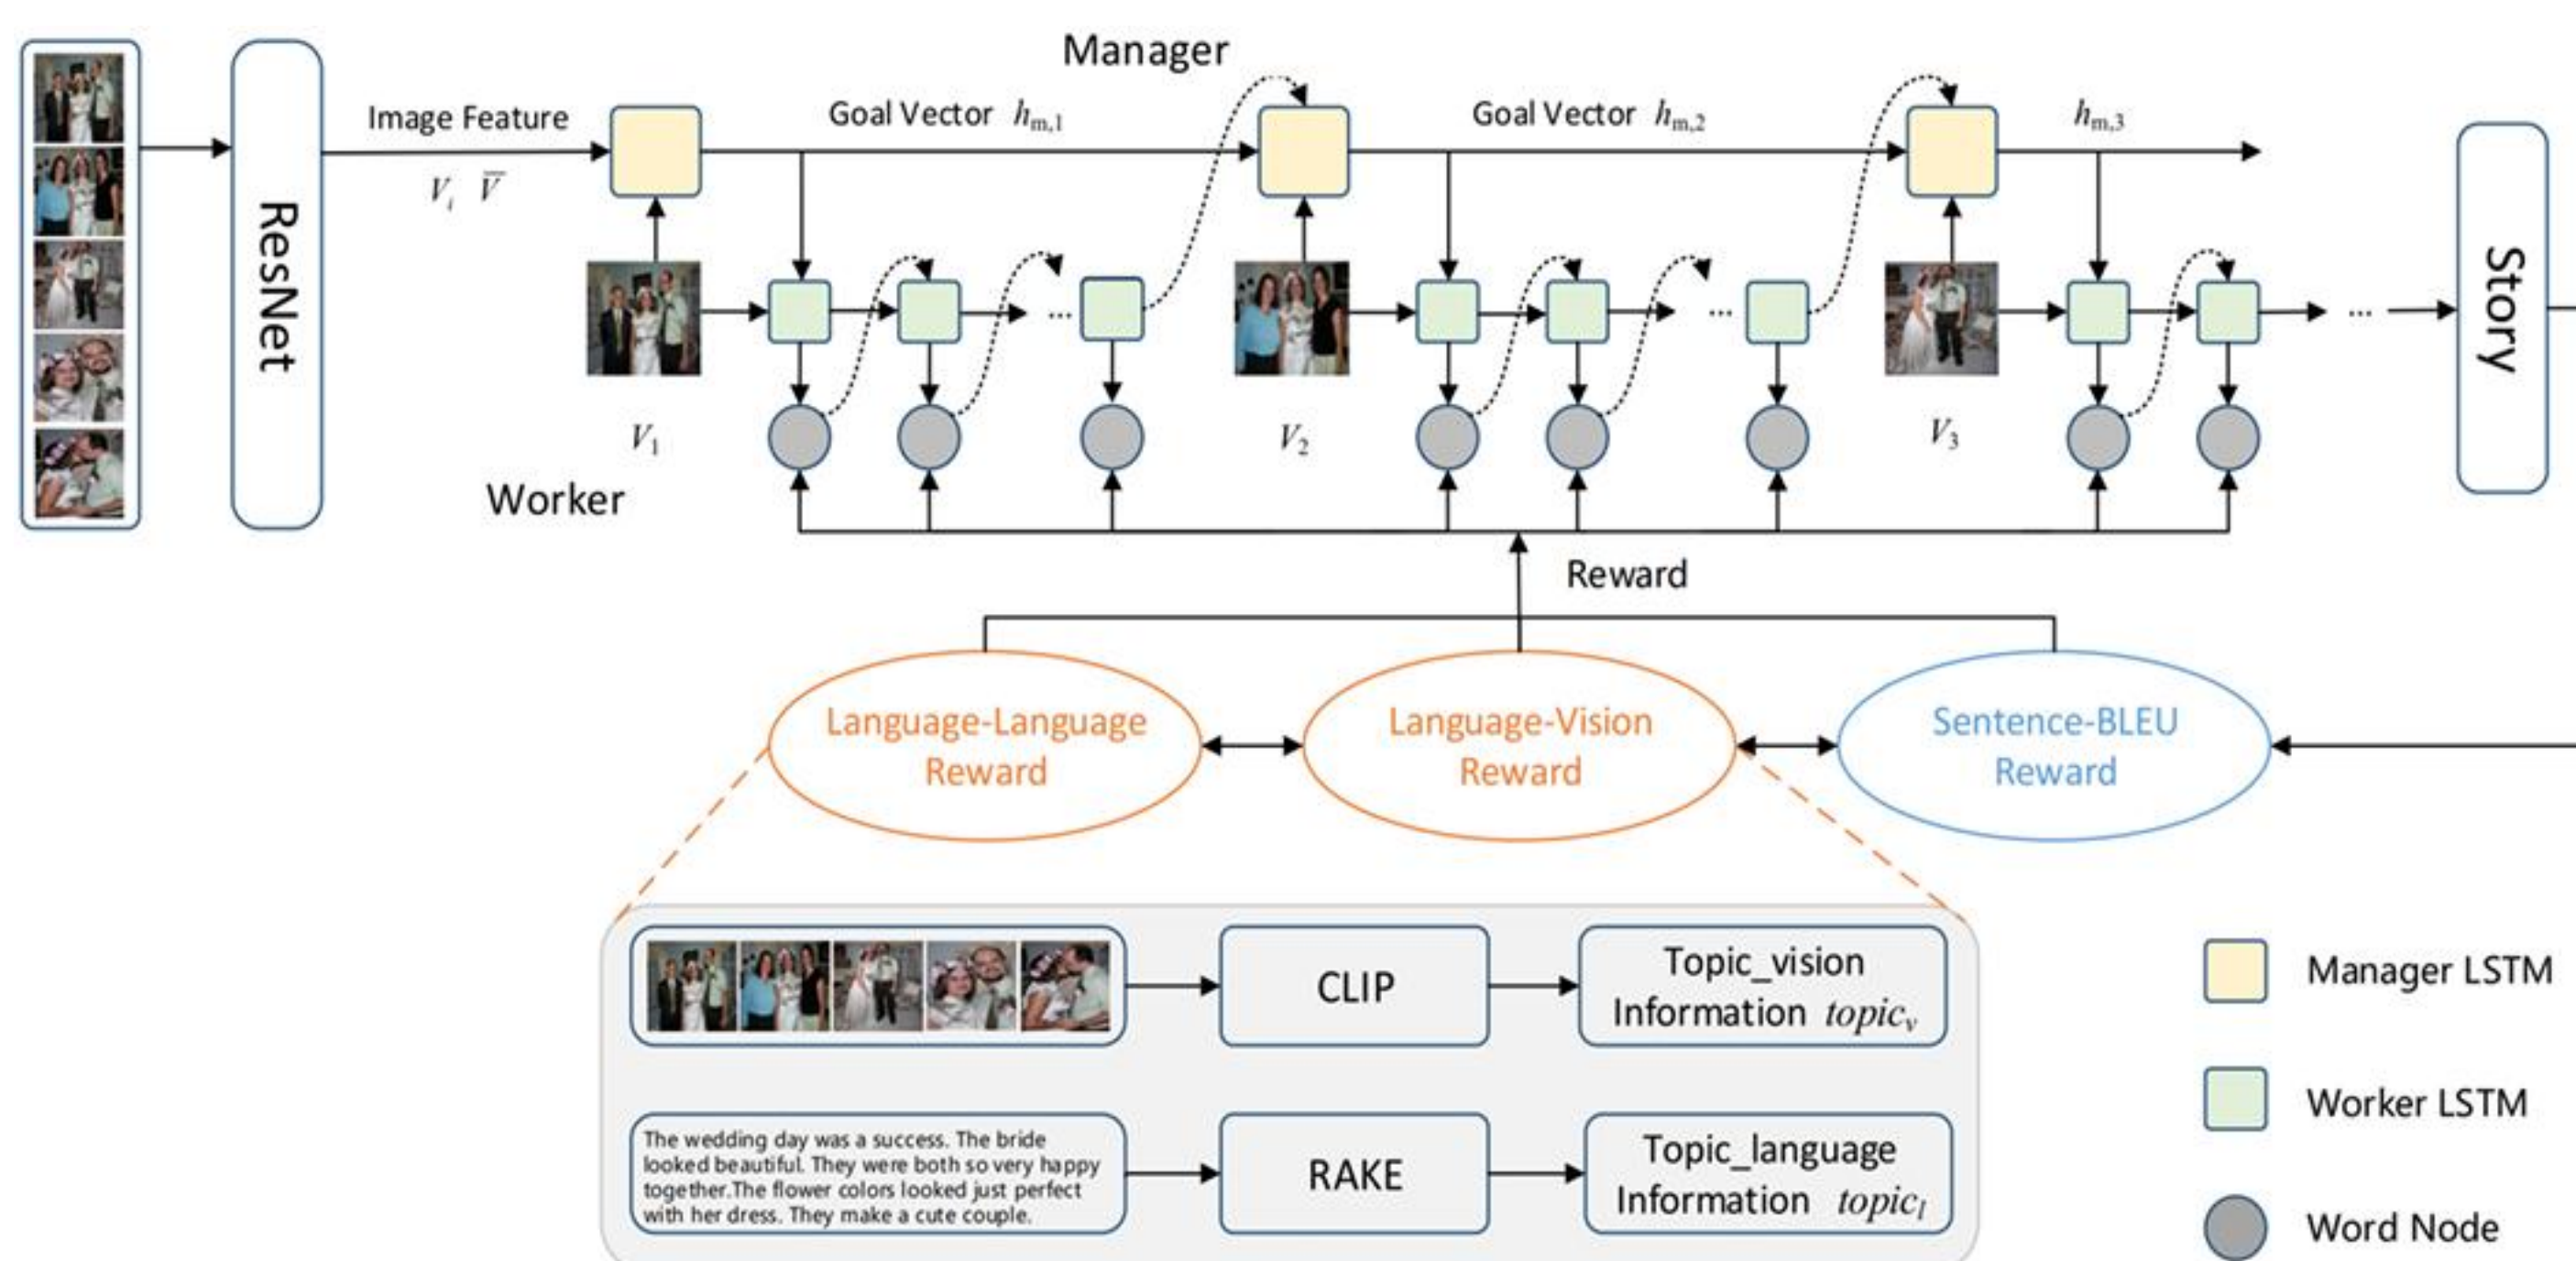 Manager
Image Feature
Goal Vector h_m,1
Goal Vector h_m,2
h_m,3
V_i V̅
ResNet
Story
V_1
V_2
V_3
Worker
Reward
Language-Language
Reward
Language-Vision
Reward
Sentence-BLEU
Reward
CLIP
Topic_vision
Information topic_v
The wedding day was a success. The bride
looked beautiful. They were both so very happy
together.The flower colors looked just perfect
with her dress. They make a cute couple.
RAKE
Topic_language
Information topic_l
Manager LSTM
Worker LSTM
Word Node